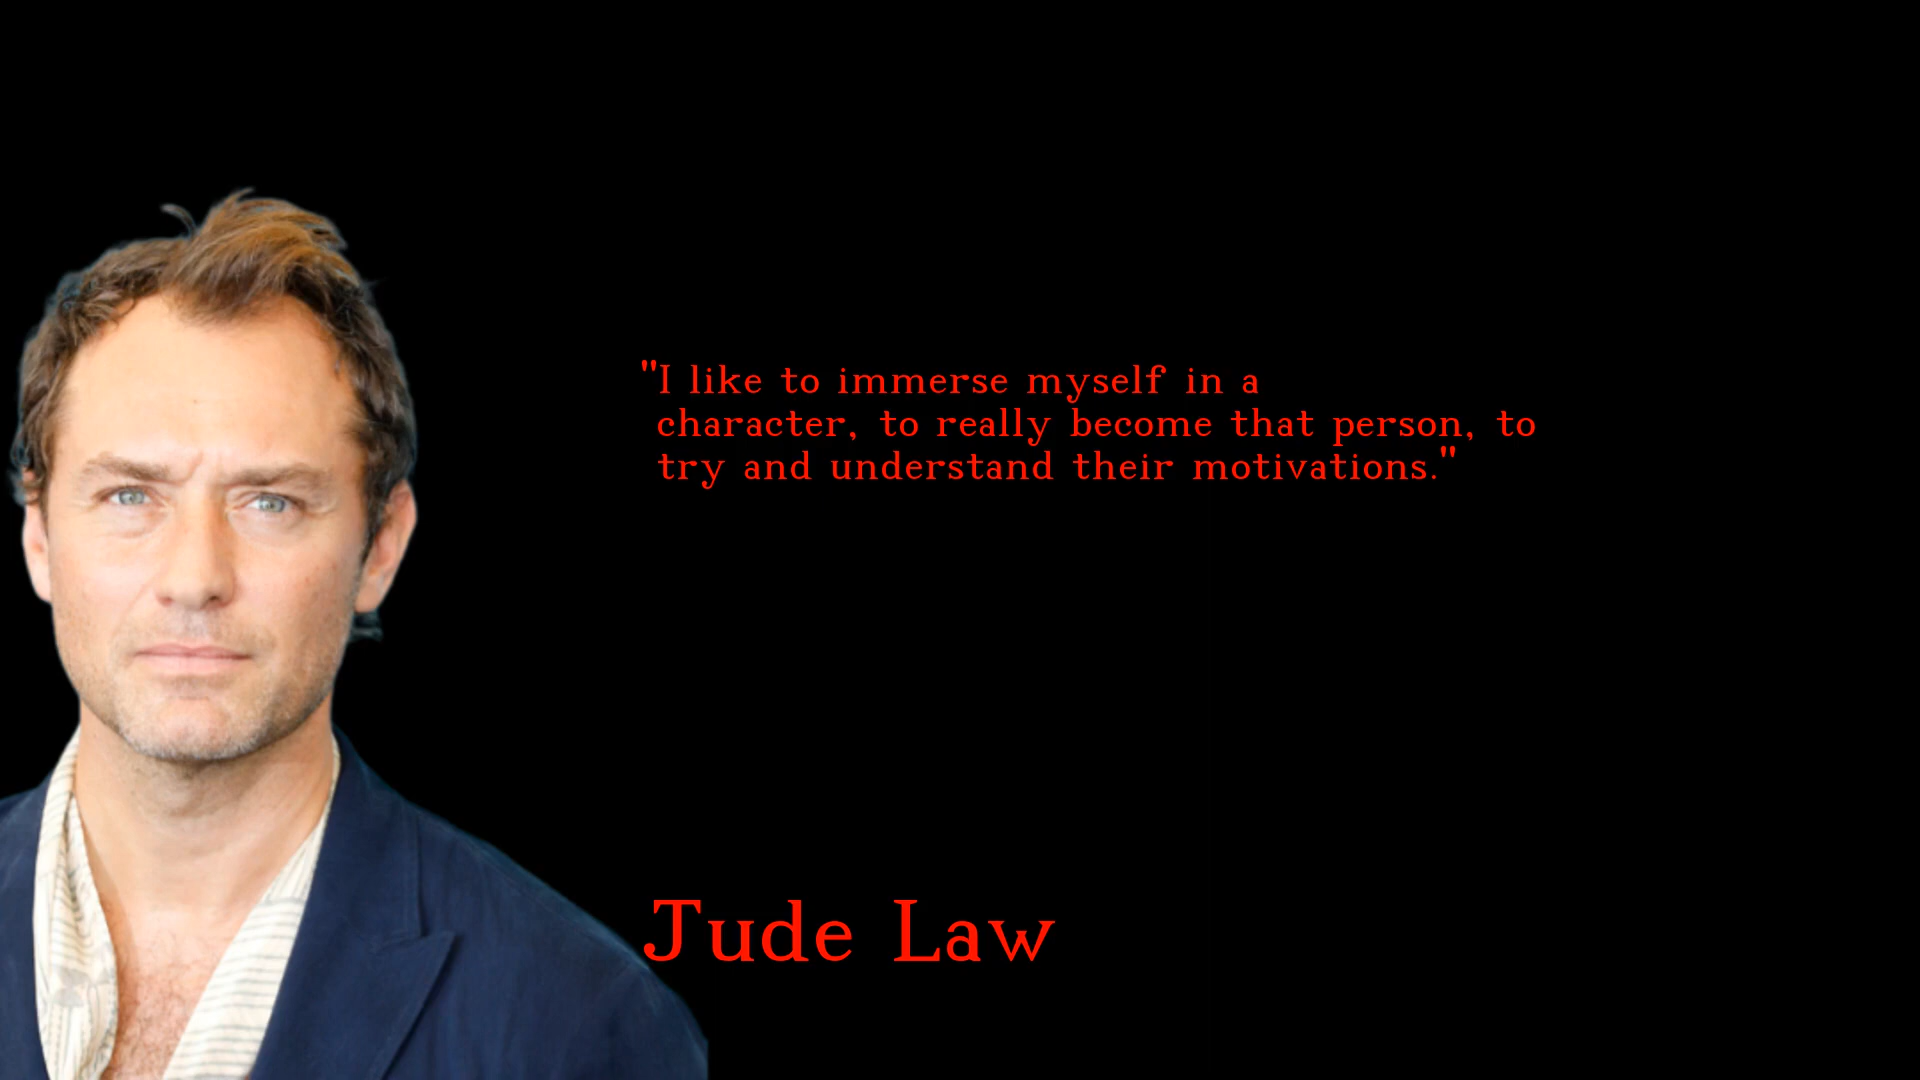 "I like to immerse myself in a
character, to really become that person, to
try and understand their motivations."
Jude Law